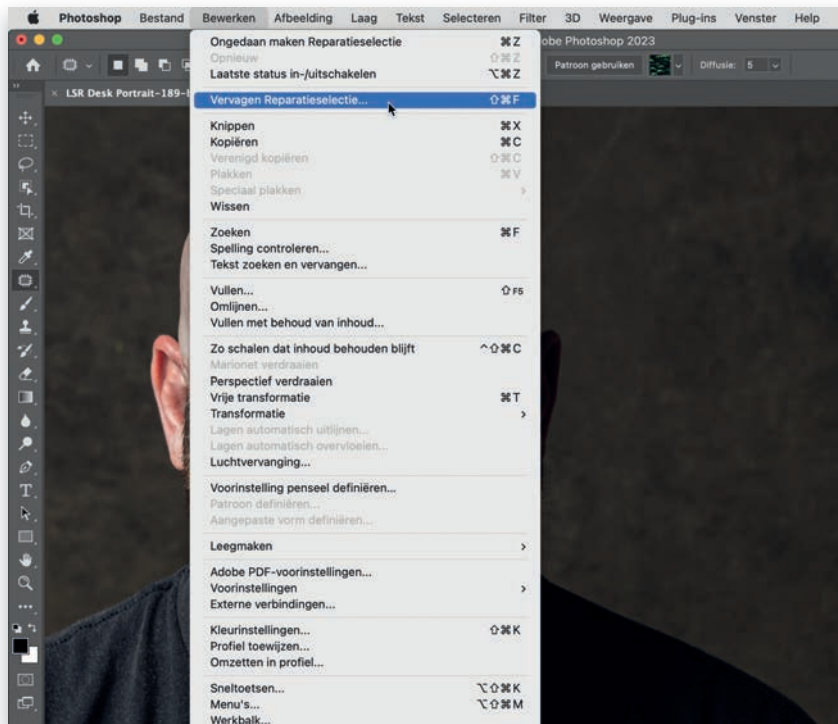 Photoshop Bestand Bewerken Afbeelding Laag Tekst Selecteren Filter 3D Weergave Plug-ins Venster Help
obe Photoshop 2023
Patroon gebruiken Diffusie: 5
× LSR Desk Portrait-189-
Ongedaan maken Reparatieselectie ⌘Z
Opnieuw ⇧⌘Z
Laatste status in-/uitschakelen ⌥⌘Z
Vervagen Reparatieselectie... ⇧⌘F
Knippen ⌘X
Kopiëren ⌘C
Verenigd kopiëren ⇧⌘C
Plakken ⌘V
Speciaal plakken >
Wissen
Zoeken ⌘F
Spelling controleren...
Tekst zoeken en vervangen...
Vullen... ⇧F5
Omlijnen...
Vullen met behoud van inhoud...
Zo schalen dat inhoud behouden blijft ^⇧⌘C
Marionet verdraaien
Perspectief verdraaien
Vrije transformatie ⌘T
Transformatie >
Lagen automatisch uitlijnen...
Lagen automatisch overvloeien...
Luchtvervanging...
Voorinstelling penseel definiëren...
Patroon definiëren...
Aangepaste vorm definiëren...
Leegmaken >
Adobe PDF-voorinstellingen...
Voorinstellingen >
Externe verbindingen...
Kleurinstellingen... ⇧⌘K
Profiel toewijzen...
Omzetten in profiel...
Sneltoetsen... ⌥⇧⌘K
Menu's... ⌥⇧⌘M
Werkbalk...